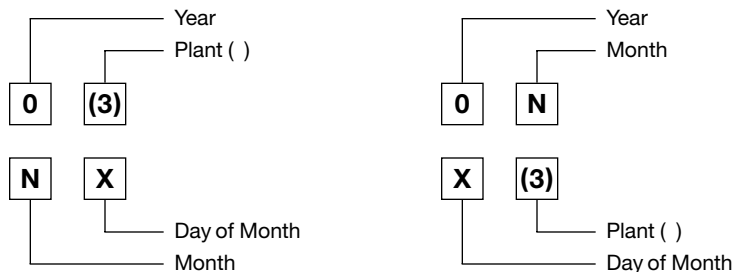 Year
Plant ( )
0 (3)
N X
Day of Month
Month
Year
Month
0 N
X (3)
Plant ( )
Day of Month